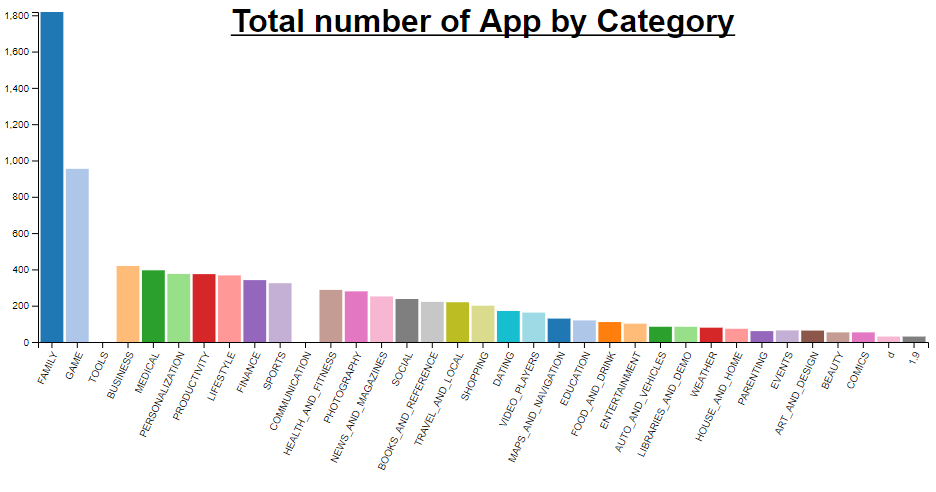 Total number of App by Category
1,800
1,600
1,400
1,200
1,000
800
600
400
200
0
FAMILY
GAME
TOOLS
BUSINESS
MEDICAL
PERSONALIZATION
PRODUCTIVITY
LIFESTYLE
FINANCE
SPORTS
COMMUNICATION
HEALTH_AND_FITNESS
PHOTOGRAPHY
NEWS_AND_MAGAZINES
SOCIAL
BOOKS_AND_REFERENCE
TRAVEL_AND_LOCAL
SHOPPING
DATING
VIDEO_PLAYERS
MAPS_AND_NAVIGATION
EDUCATION
FOOD_AND_DRINK
ENTERTAINMENT
AUTO_AND_VEHICLES
LIBRARIES_AND_DEMO
WEATHER
HOUSE_AND_HOME
PARENTING
EVENTS
ART_AND_DESIGN
BEAUTY
COMICS
d
1.9